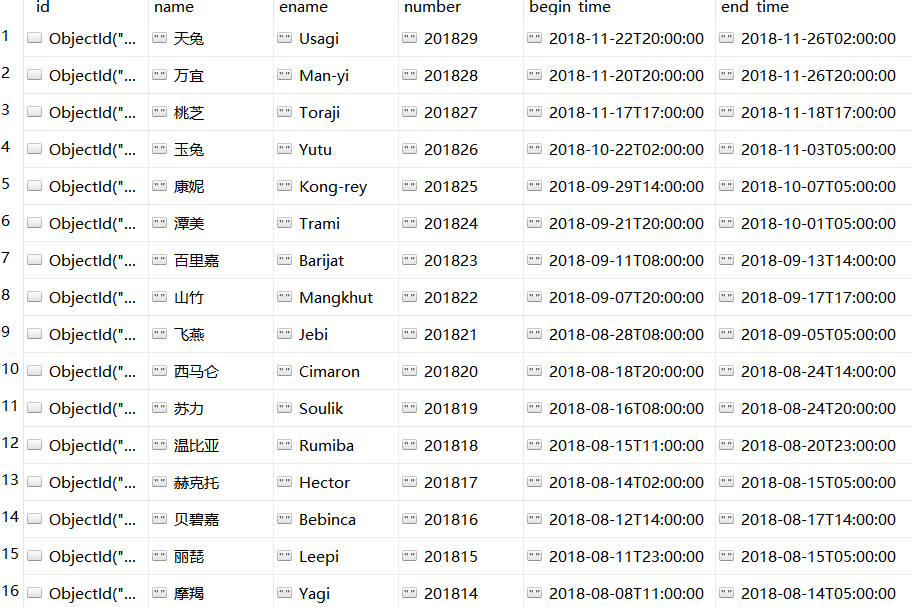 id name ename number begin_time end_time
1 ObjectId("... "" 天兔 "" Usagi "" 201829 "" 2018-11-22T20:00:00 "" 2018-11-26T02:00:00
2 ObjectId("... "" 万宜 "" Man-yi "" 201828 "" 2018-11-20T20:00:00 "" 2018-11-26T20:00:00
3 ObjectId("... "" 桃芝 "" Toraji "" 201827 "" 2018-11-17T17:00:00 "" 2018-11-18T17:00:00
4 ObjectId("... "" 玉兔 "" Yutu "" 201826 "" 2018-10-22T02:00:00 "" 2018-11-03T05:00:00
5 ObjectId("... "" 康妮 "" Kong-rey "" 201825 "" 2018-09-29T14:00:00 "" 2018-10-07T05:00:00
6 ObjectId("... "" 潭美 "" Trami "" 201824 "" 2018-09-21T20:00:00 "" 2018-10-01T05:00:00
7 ObjectId("... "" 百里嘉 "" Barijat "" 201823 "" 2018-09-11T08:00:00 "" 2018-09-13T14:00:00
8 ObjectId("... "" 山竹 "" Mangkhut "" 201822 "" 2018-09-07T20:00:00 "" 2018-09-17T17:00:00
9 ObjectId("... "" 飞燕 "" Jebi "" 201821 "" 2018-08-28T08:00:00 "" 2018-09-05T05:00:00
10 ObjectId("... "" 西马仑 "" Cimaron "" 201820 "" 2018-08-18T20:00:00 "" 2018-08-24T14:00:00
11 ObjectId("... "" 苏力 "" Soulik "" 201819 "" 2018-08-16T08:00:00 "" 2018-08-24T20:00:00
12 ObjectId("... "" 温比亚 "" Rumiba "" 201818 "" 2018-08-15T11:00:00 "" 2018-08-20T23:00:00
13 ObjectId("... "" 赫克托 "" Hector "" 201817 "" 2018-08-14T02:00:00 "" 2018-08-15T05:00:00
14 ObjectId("... "" 贝碧嘉 "" Bebinca "" 201816 "" 2018-08-12T14:00:00 "" 2018-08-17T14:00:00
15 ObjectId("... "" 丽琵 "" Leepi "" 201815 "" 2018-08-11T23:00:00 "" 2018-08-15T05:00:00
16 ObjectId("... "" 摩羯 "" Yagi "" 201814 "" 2018-08-08T11:00:00 "" 2018-08-14T05:00:00